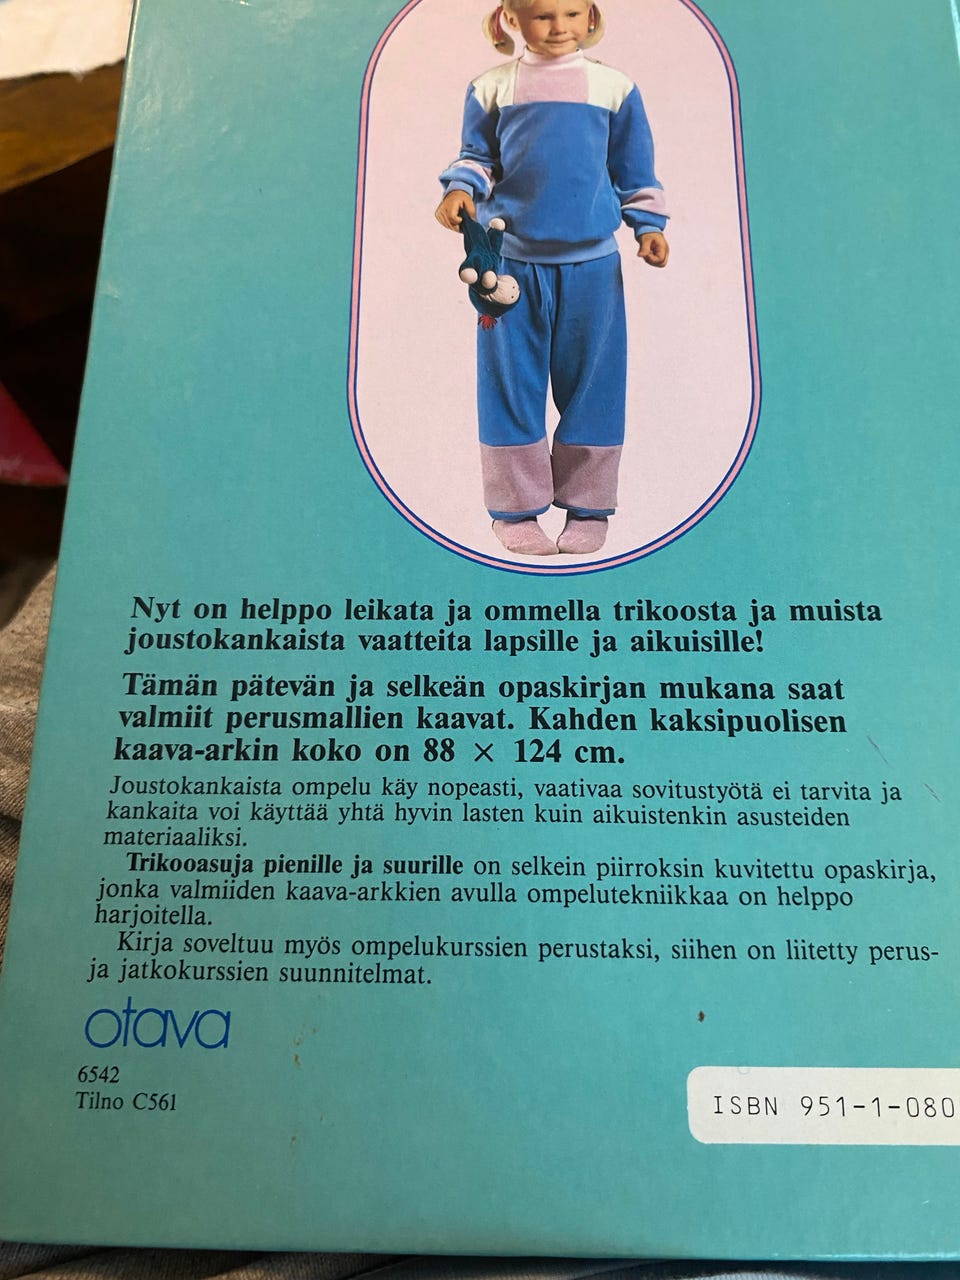 Nyt on helppo leikata ja ommella trikoosta ja muista
joustokankaista vaatteita lapsille ja aikuisille!
Tämän pätevän ja selkeän opaskirjan mukana saat
valmiit perusmallien kaavat. Kahden kaksipuolisen
kaava-arkin koko on 88 × 124 cm.
Joustokankaista ompelu käy nopeasti, vaativaa sovitustyötä ei tarvita ja
kankaita voi käyttää yhtä hyvin lasten kuin aikuistenkin asusteiden
materiaaliksi.
Trikooasuja pienille ja suurille on selkein piirroksin kuvitettu opaskirja,
jonka valmiiden kaava-arkkien avulla ompelutekniikkaa on helppo
harjoitella.
Kirja soveltuu myös ompelukurssien perustaksi, siihen on liitetty perus-
ja jatkokurssien suunnitelmat.
otava
6542
Tilno C561
ISBN 951-1-080